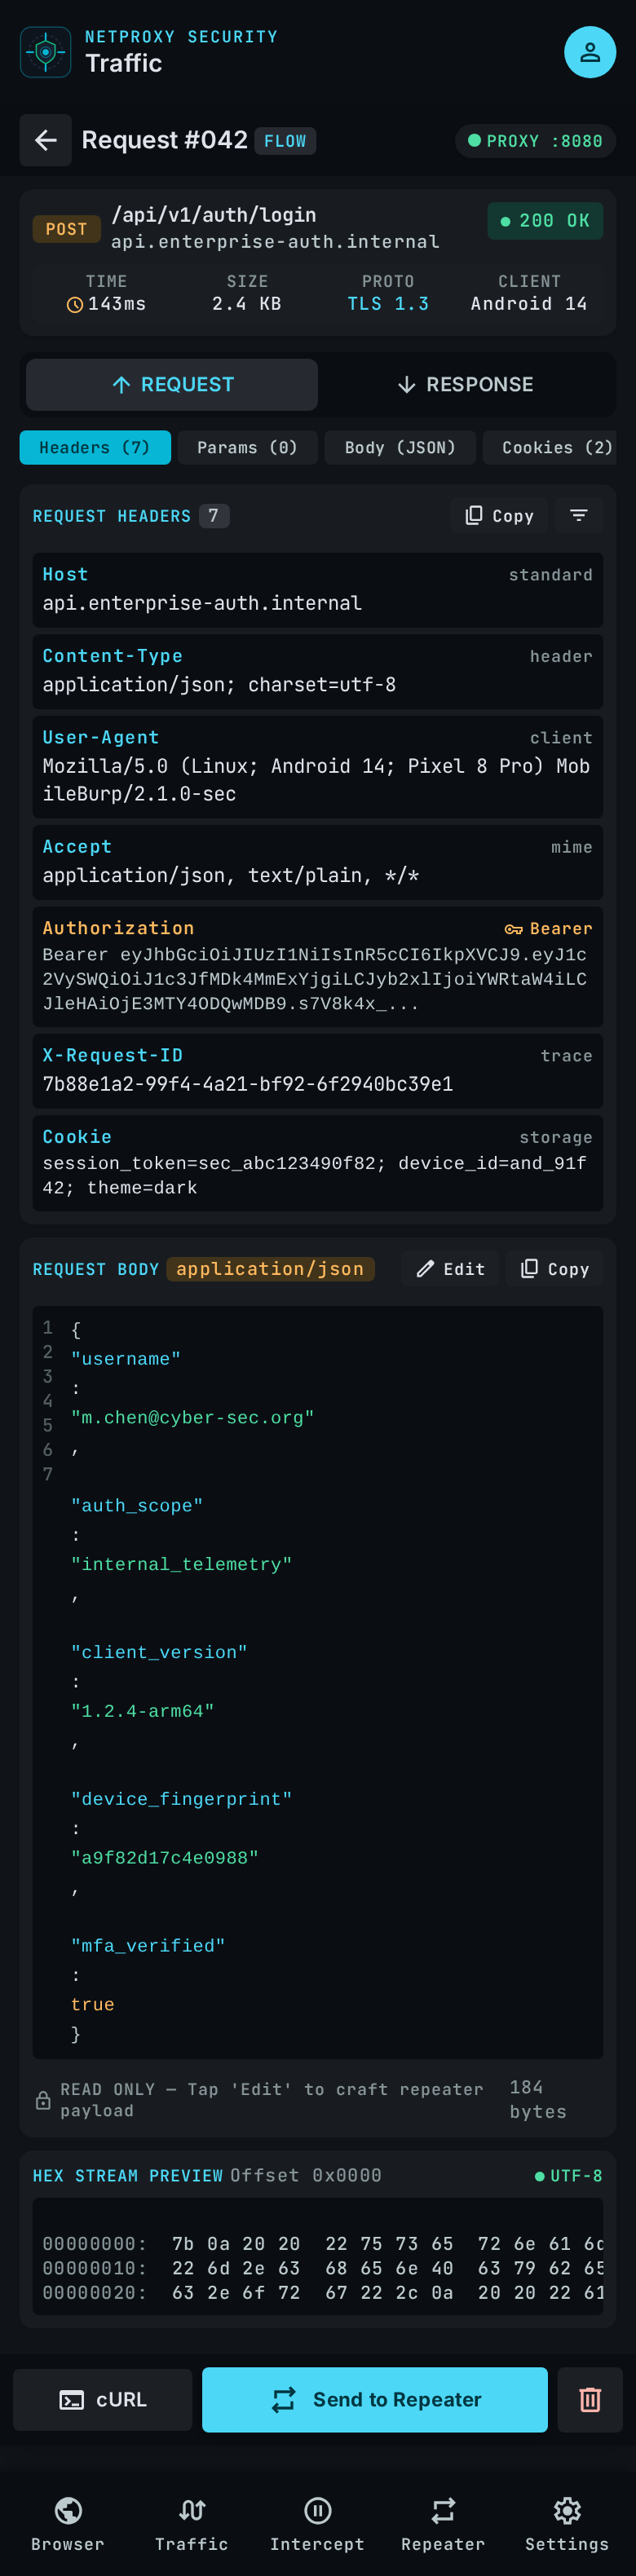 NETPROXY SECURITY
Traffic
Request #042 FLOW PROXY :8080
POST /api/v1/auth/login 200 OK
api.enterprise-auth.internal
TIME SIZE PROTO CLIENT
143ms 2.4 KB TLS 1.3 Android 14
REQUEST RESPONSE
Headers (7) Params (0) Body (JSON) Cookies (2)
REQUEST HEADERS 7 Copy
Host standard
api.enterprise-auth.internal
Content-Type header
application/json; charset=utf-8
User-Agent client
Mozilla/5.0 (Linux; Android 14; Pixel 8 Pro) Mob
ileBurp/2.1.0-sec
Accept mime
application/json, text/plain, */*
Authorization Bearer
Bearer eyJhbGciOiJIUzI1NiIsInR5cCI6IkpXVCJ9.eyJ1c
2VySWQiOiJ1c3JfMDk4MmExYjgiLCJyb2xlIjoiYWRtaW4iLC
JleHAiOjE3MTY4ODQwMDB9.s7V8k4x_...
X-Request-ID trace
7b88e1a2-99f4-4a21-bf92-6f2940bc39e1
Cookie storage
session_token=sec_abc123490f82; device_id=and_91f
42; theme=dark
REQUEST BODY application/json Edit Copy
1 {
2 "username"
3 :
4 "m.chen@cyber-sec.org"
5 ,
6
7 "auth_scope"
:
"internal_telemetry"
,
"client_version"
:
"1.2.4-arm64"
,
"device_fingerprint"
:
"a9f82d17c4e0988"
,
"mfa_verified"
:
true
}
READ ONLY — Tap 'Edit' to craft repeater 184
payload bytes
HEX STREAM PREVIEW Offset 0x0000 UTF-8
00000000: 7b 0a 20 20 22 75 73 65 72 6e 61 6d
00000010: 22 6d 2e 63 68 65 6e 40 63 79 62 65
00000020: 63 2e 6f 72 67 22 2c 0a 20 20 22 61
cURL Send to Repeater
Browser Traffic Intercept Repeater Settings